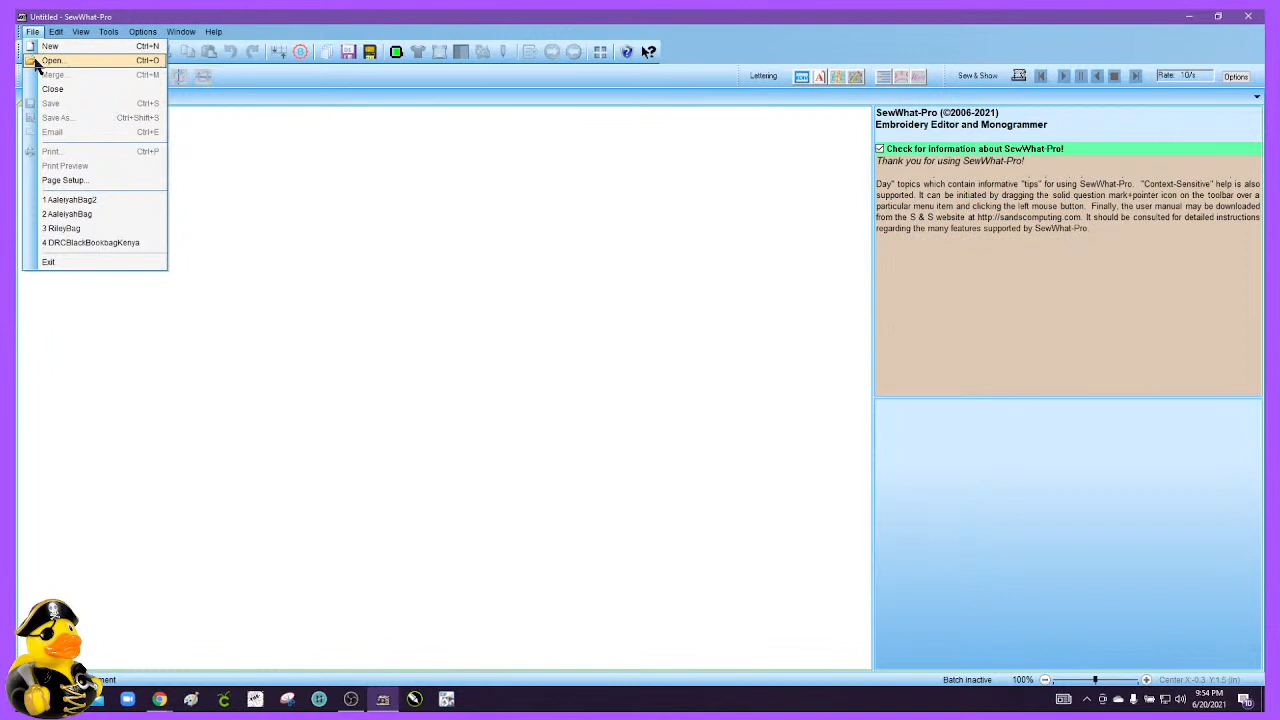 Untitled - SewWhat-Pro
File Edit View Tools Options Window Help
New Ctrl+N
Open... Ctrl+O
Merge... Ctrl+M
Close
Save Ctrl+S
Save As... Ctrl+Shift+S
Email Ctrl+E
Print... Ctrl+P
Print Preview
Page Setup...
1 AaleiyahBag2
2 AaleiyahBag
3 RileyBag
4 DRCBlackBookbagKenya
Exit
Lettering
Sew & Show
Rate: 10/s
Options
SewWhat-Pro (©2006-2021)
Embroidery Editor and Monogrammer
Check for information about SewWhat-Pro!
Thank you for using SewWhat-Pro!
Day" topics which contain informative "tips" for using SewWhat-Pro. "Context-Sensitive" help is also
supported. It can be initiated by dragging the solid question mark+pointer icon on the toolbar over a
particular menu item and clicking the left mouse button. Finally, the user manual may be downloaded
from the S & S website at http://sandscomputing.com. It should be consulted for detailed instructions
regarding the many features supported by SewWhat-Pro.
ment
Batch inactive 100% Center X:-0.3 Y:1.5 (in)
9:54 PM
6/20/2021